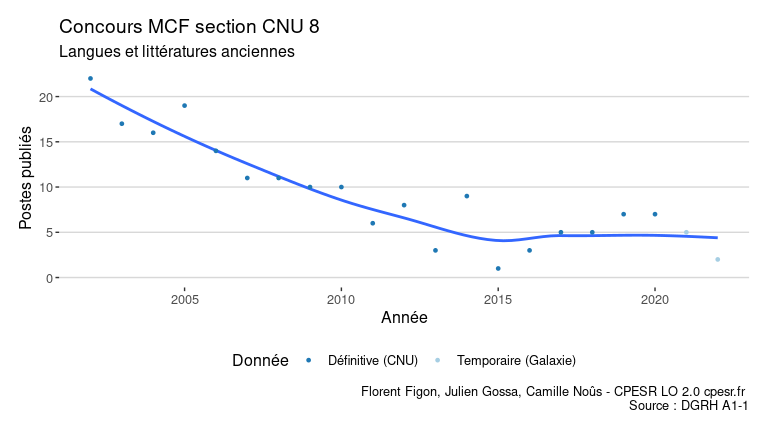 Concours MCF section CNU 8
Langues et littératures anciennes
Postes publiés
20
15
10
5
0
2005 2010 2015 2020
Année
Donnée Définitive (CNU) Temporaire (Galaxie)
Florent Figon, Julien Gossa, Camille Noûs - CPESR LO 2.0 cpesr.fr
Source : DGRH A1-1